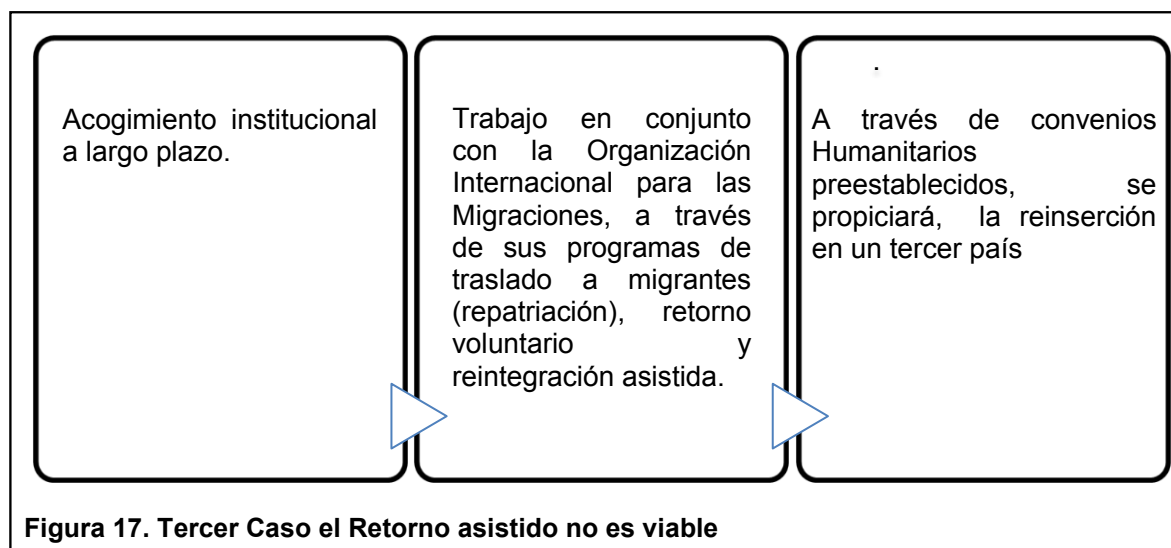 Acogimiento institucional
a largo plazo.
Trabajo en conjunto
con la Organización
Internacional para las
Migraciones, a través
de sus programas de
traslado a migrantes
(repatriación), retorno
voluntario y
reintegración asistida.
.
A través de convenios
Humanitarios
preestablecidos, se
propiciará, la reinserción
en un tercer país
Figura 17. Tercer Caso el Retorno asistido no es viable